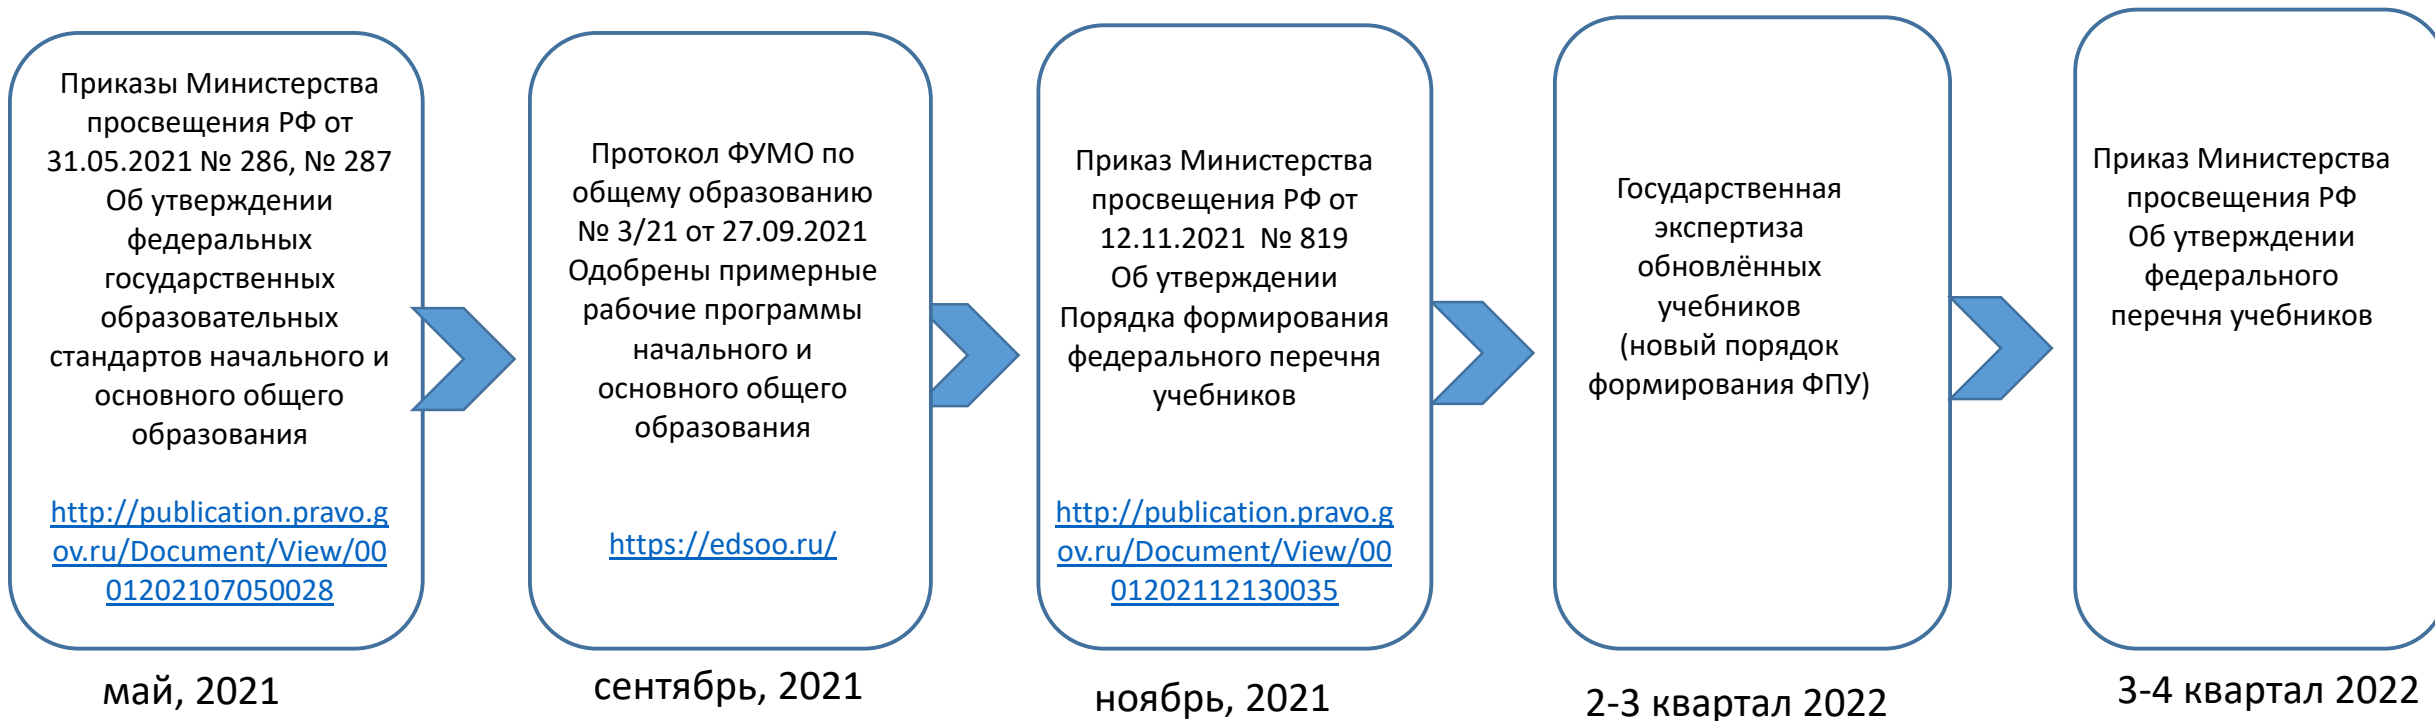 Приказы Министерства
просвещения РФ от
31.05.2021 № 286, № 287
Об утверждении
федеральных
государственных
образовательных
стандартов начального и
основного общего
образования
http://publication.pravo.g
ov.ru/Document/View/00
01202107050028
май, 2021
Протокол ФУМО по
общему образованию
№ 3/21 от 27.09.2021
Одобрены примерные
рабочие программы
начального и
основного общего
образования
https://edsoo.ru/
сентябрь, 2021
Приказ Министерства
просвещения РФ от
12.11.2021 № 819
Об утверждении
Порядка формирования
федерального перечня
учебников
http://publication.pravo.g
ov.ru/Document/View/00
01202112130035
ноябрь, 2021
Государственная
экспертиза
обновлённых
учебников
(новый порядок
формирования ФПУ)
2-3 квартал 2022
Приказ Министерства
просвещения РФ
Об утверждении
федерального
перечня учебников
3-4 квартал 2022